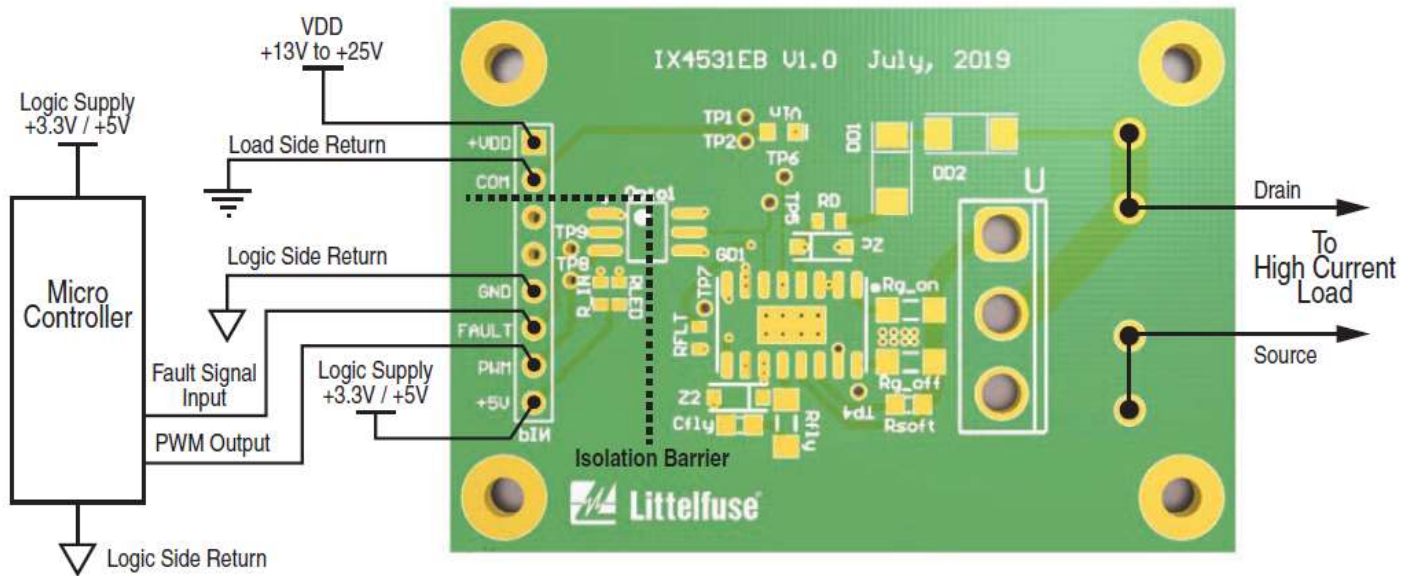 VDD
+13V to +25V
Logic Supply
+3.3V / +5V
Load Side Return
Logic Side Return
Micro
Controller
Fault Signal
Input
PWM Output
Logic Supply
+3.3V / +5V
Logic Side Return
IX4531EB V1.0 July, 2019
+VDD
COM
GND
FAULT
PWM
+5V
PIN
TP1
TP2
TP6
TP5
DD1
DD2
U
Opto1
TP9
TP8
R_IN
RLED
RD
GD1
TP7
RFLT
Rg_on
Rg_off
Z2
Cfly
Rfly
TP4
Rsoft
Isolation Barrier
Littelfuse
Drain
To
High Current
Load
Source